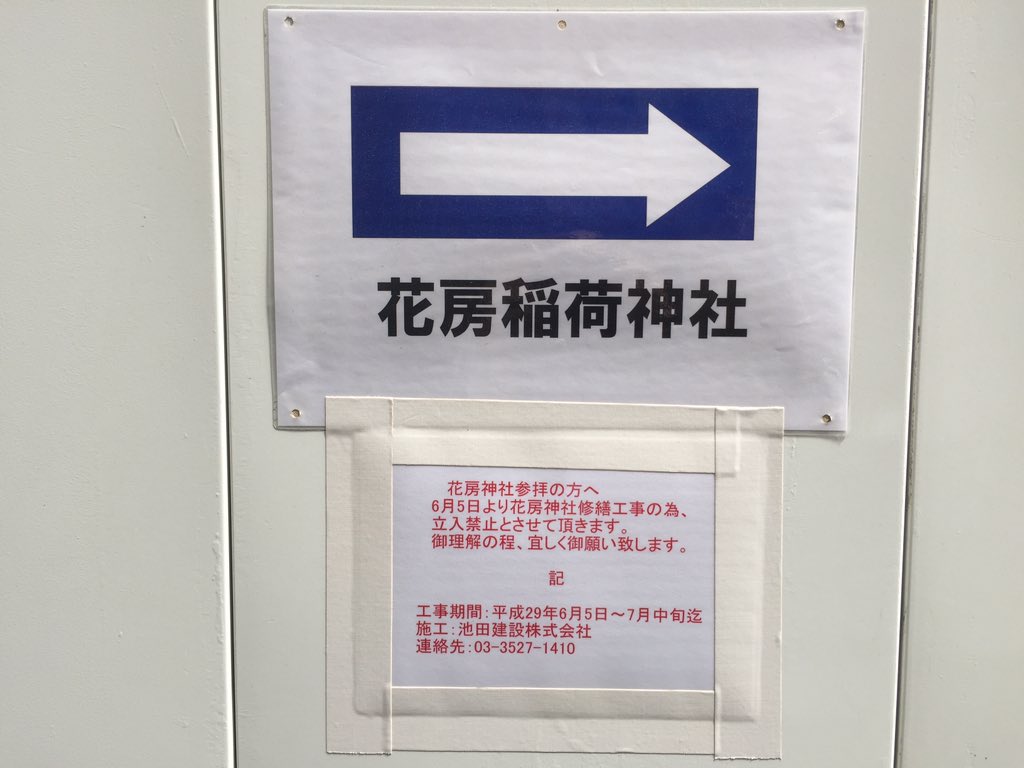 花房稲荷神社
花房神社参拝の方へ
6月5日より花房神社修繕工事の為、
立入禁止とさせて頂きます。
御理解の程、宜しく御願い致します。
記
工事期間：平成29年6月5日～7月中旬迄
施工：池田建設株式会社
連絡先：03-3527-1410